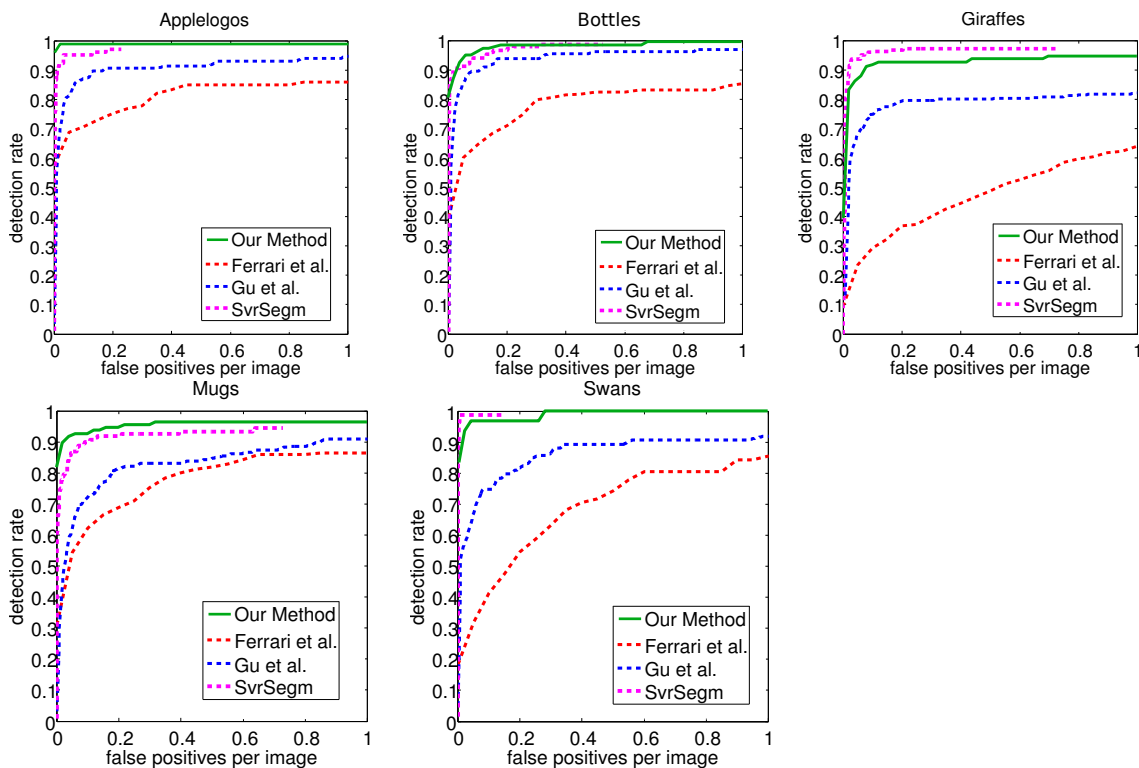 Applelogos
detection rate
1
0.9
0.8
0.7
0.6
0.5
0.4
0.3
0.2
0.1
0
Our Method
Ferrari et al.
Gu et al.
SvrSegm
0 0.2 0.4 0.6 0.8 1
false positives per image
Bottles
detection rate
1
0.9
0.8
0.7
0.6
0.5
0.4
0.3
0.2
0.1
0
Our Method
Ferrari et al.
Gu et al.
SvrSegm
0 0.2 0.4 0.6 0.8 1
false positives per image
Giraffes
detection rate
1
0.9
0.8
0.7
0.6
0.5
0.4
0.3
0.2
0.1
0
Our Method
Ferrari et al.
Gu et al.
SvrSegm
0 0.2 0.4 0.6 0.8 1
false positives per image
Mugs
detection rate
1
0.9
0.8
0.7
0.6
0.5
0.4
0.3
0.2
0.1
0
Our Method
Ferrari et al.
Gu et al.
SvrSegm
0 0.2 0.4 0.6 0.8 1
false positives per image
Swans
detection rate
1
0.9
0.8
0.7
0.6
0.5
0.4
0.3
0.2
0.1
0
Our Method
Ferrari et al.
Gu et al.
SvrSegm
0 0.2 0.4 0.6 0.8 1
false positives per image